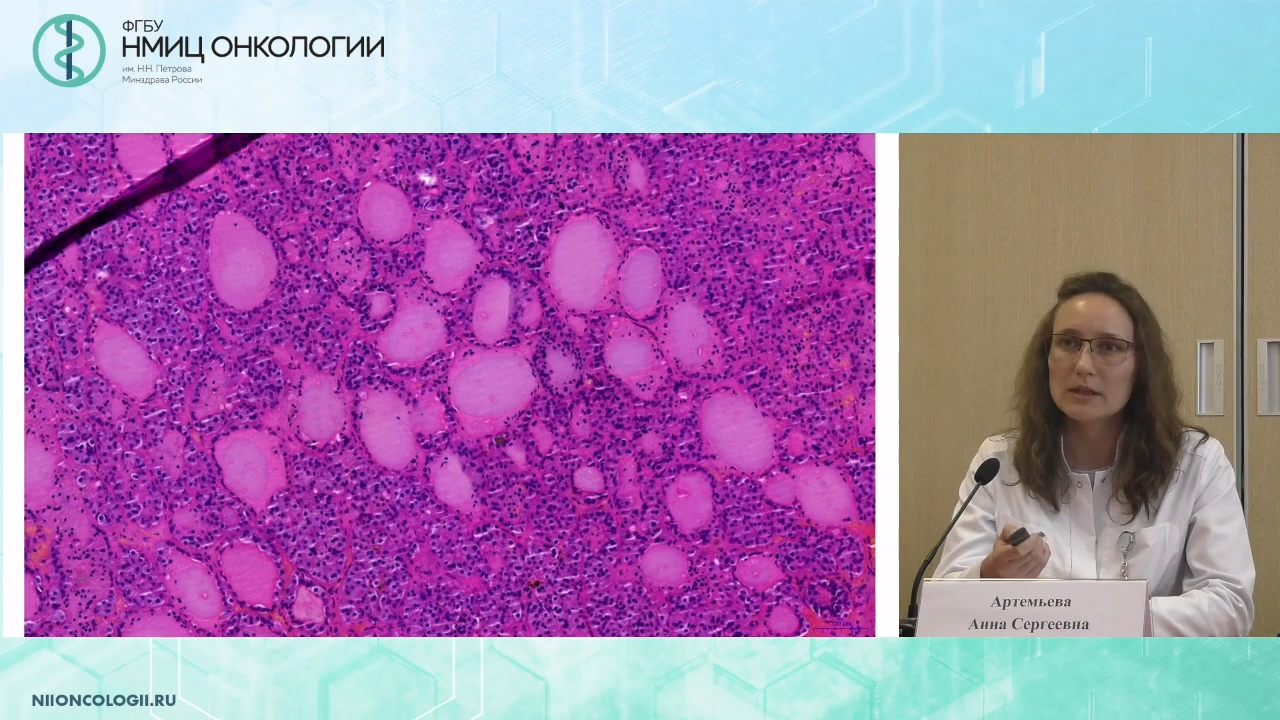 ФГБУ
НМИЦ ОНКОЛОГИИ
им. Н.Н. Петрова
Минздрава России
Артемьева
Анна Сергеевна
NIIONCOLOGII.RU